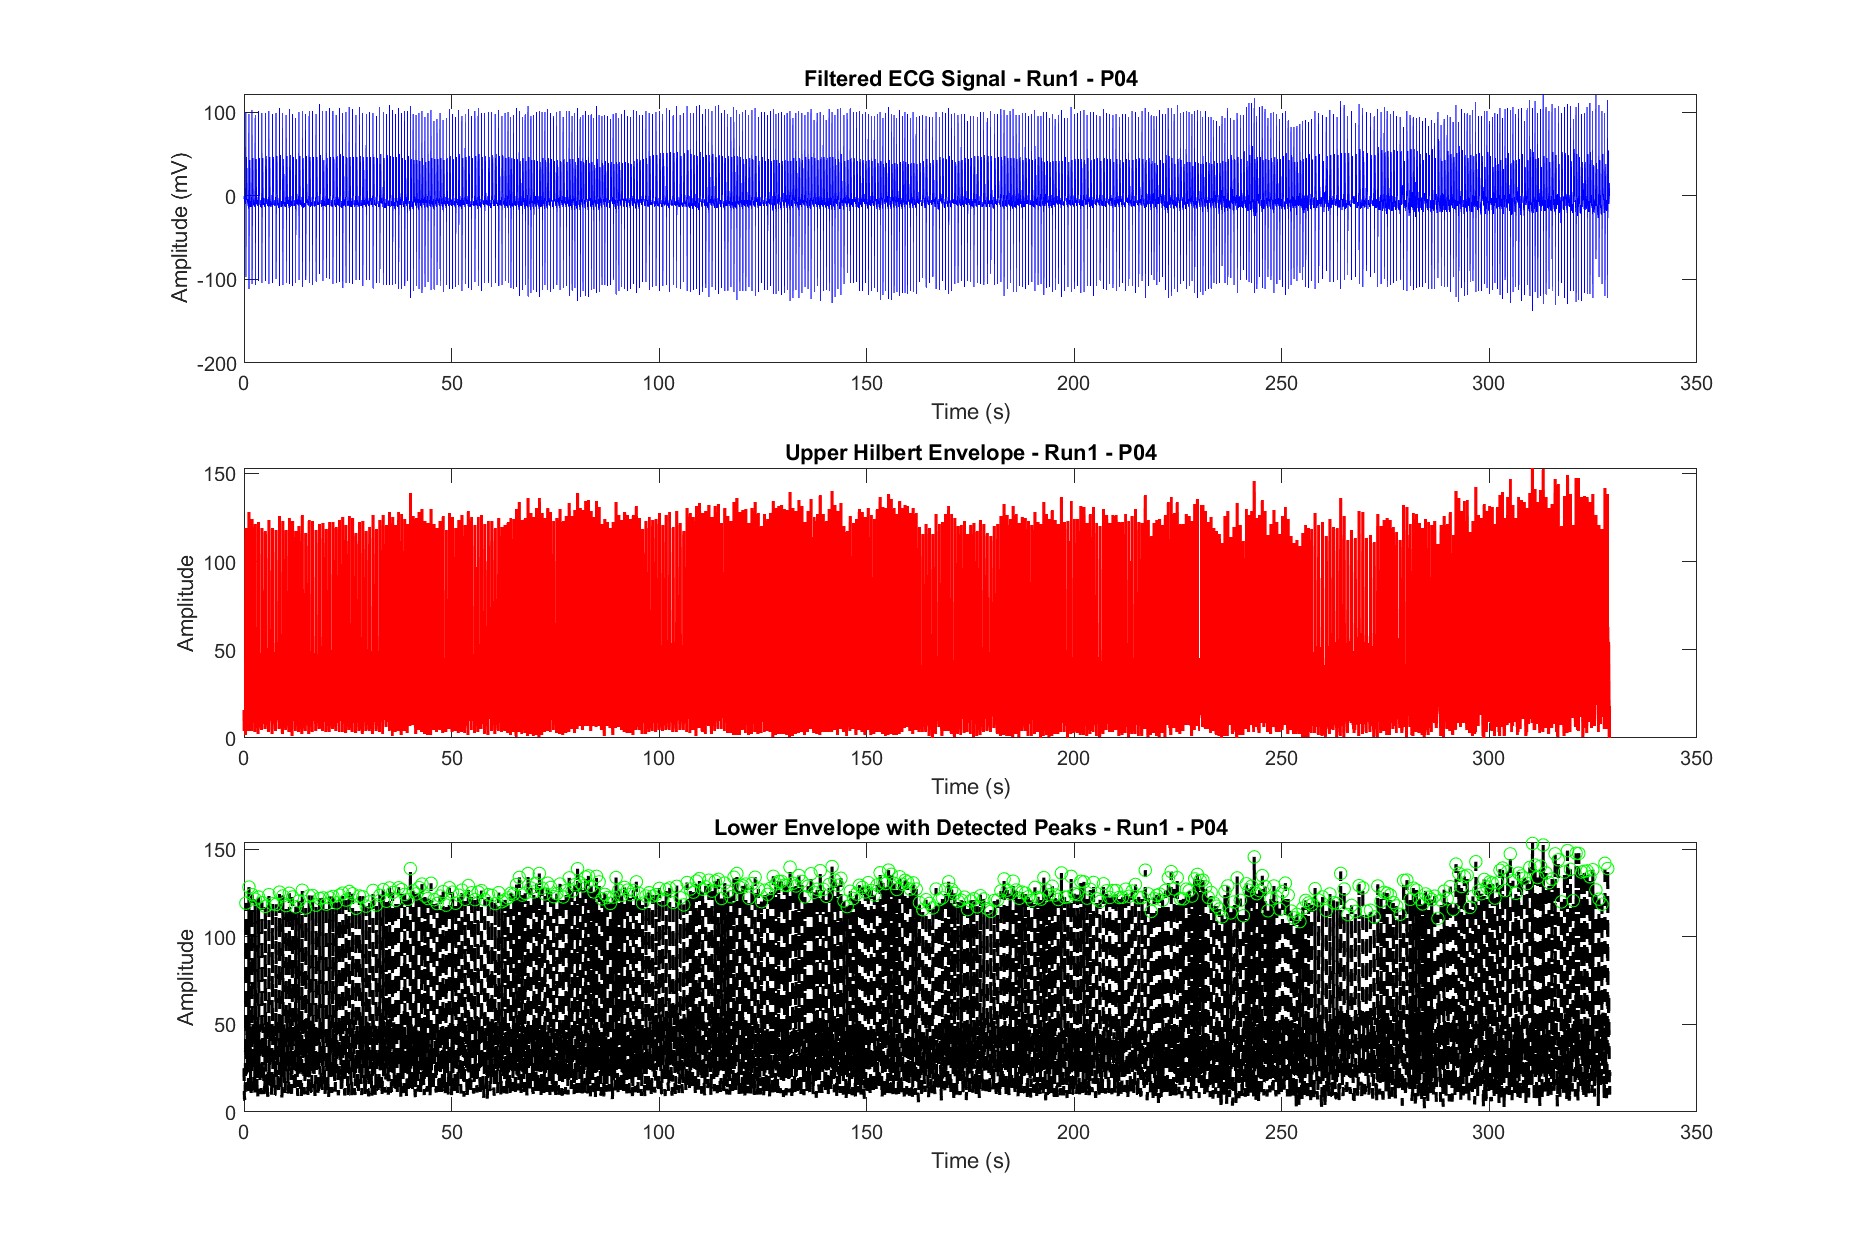 Filtered ECG Signal - Run1 - P04
100
0
-100
-200
Amplitude (mV)
0 50 100 150 200 250 300 350
Time (s)
Upper Hilbert Envelope - Run1 - P04
150
100
50
0
Amplitude
0 50 100 150 200 250 300 350
Time (s)
Lower Envelope with Detected Peaks - Run1 - P04
150
100
50
0
Amplitude
0 50 100 150 200 250 300 350
Time (s)